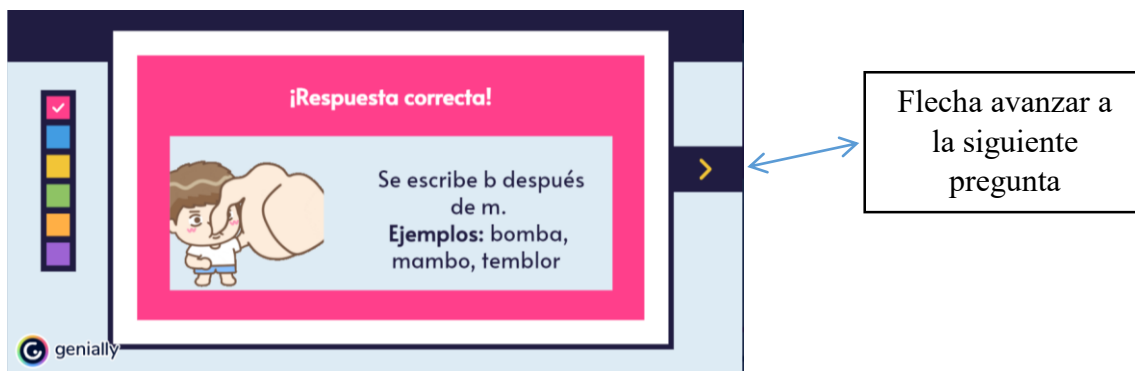 ¡Respuesta correcta!
Se escribe b después
de m.
Ejemplos: bomba,
mambo, temblor
genially
Flecha avanzar a
la siguiente
pregunta